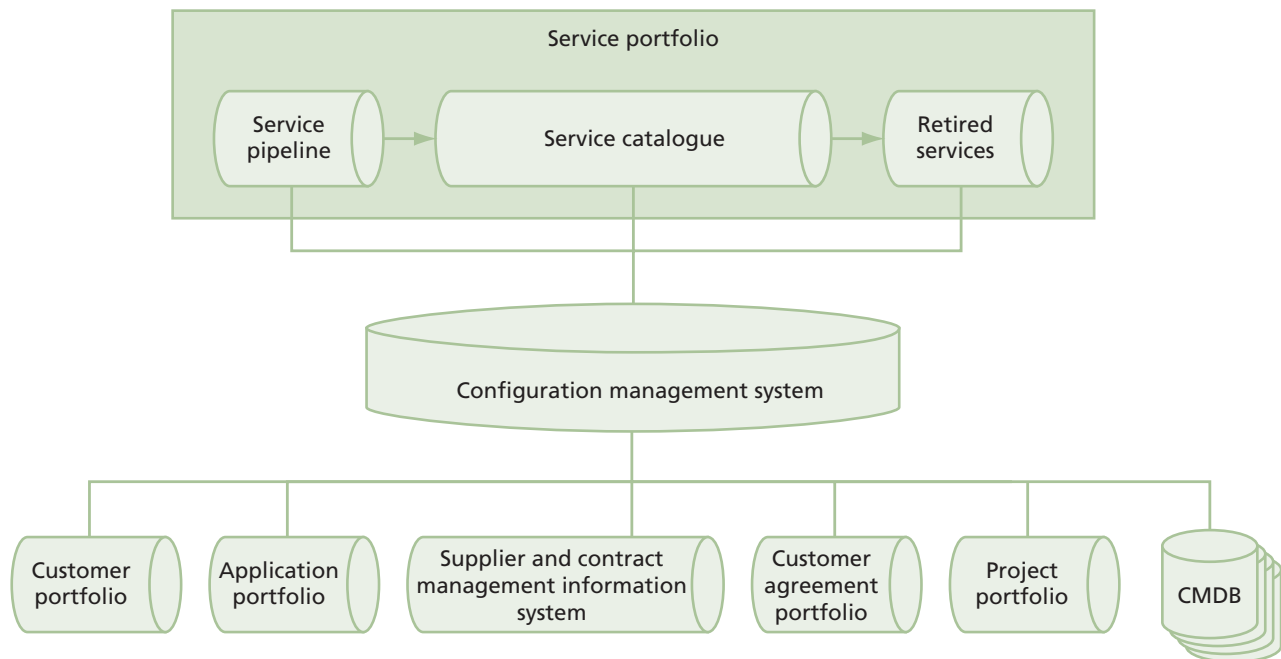 Service portfolio
Service
pipeline
Service catalogue
Retired
services
Configuration management system
Customer
portfolio
Application
portfolio
Supplier and contract
management information
system
Customer
agreement
portfolio
Project
portfolio
CMDB